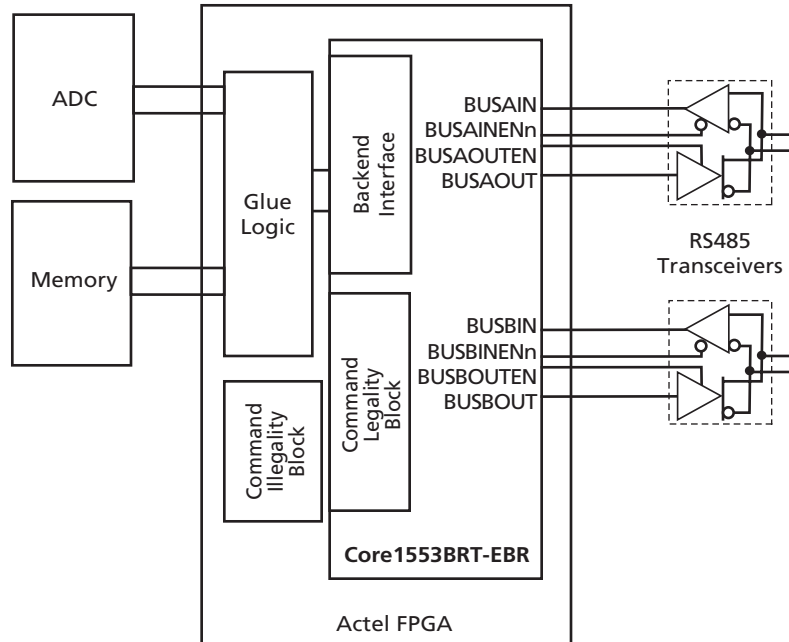 ADC
Memory
Glue
Logic
Backend
Interface
Command
Legality
Block
Command
Illegality
Block
BUSAIN
BUSAINENn
BUSAOUTEN
BUSAOUT
RS485
Transceivers
BUSBIN
BUSBINENn
BUSBOUTEN
BUSBOUT
Core1553BRT-EBR
Actel FPGA